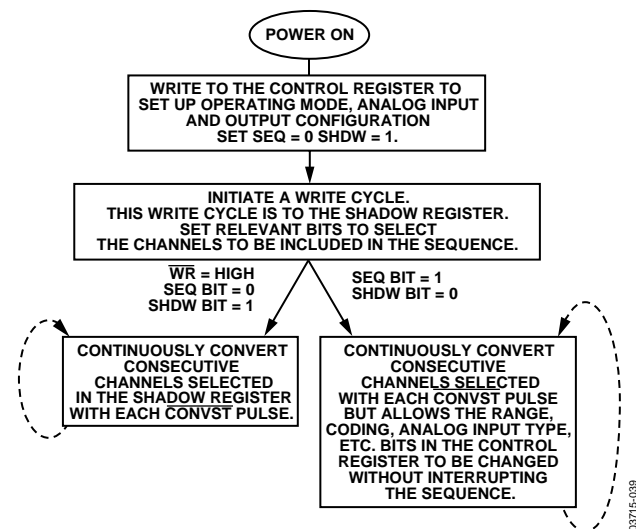 POWER ON
WRITE TO THE CONTROL REGISTER TO
SET UP OPERATING MODE, ANALOG INPUT
AND OUTPUT CONFIGURATION
SET SEQ = 0 SHDW = 1.
INITIATE A WRITE CYCLE.
THIS WRITE CYCLE IS TO THE SHADOW REGISTER.
SET RELEVANT BITS TO SELECT
THE CHANNELS TO BE INCLUDED IN THE SEQUENCE.
WR = HIGH
SEQ BIT = 0
SHDW BIT = 1
SEQ BIT = 1
SHDW BIT = 0
CONTINUOUSLY CONVERT
CONSECUTIVE
CHANNELS SELECTED
IN THE SHADOW REGISTER
WITH EACH CONVST PULSE.
CONTINUOUSLY CONVERT
CONSECUTIVE
CHANNELS SELECTED
WITH EACH CONVST PULSE
BUT ALLOWS THE RANGE,
CODING, ANALOG INPUT TYPE,
ETC. BITS IN THE CONTROL
REGISTER TO BE CHANGED
WITHOUT INTERRUPTING
THE SEQUENCE.
03715-039